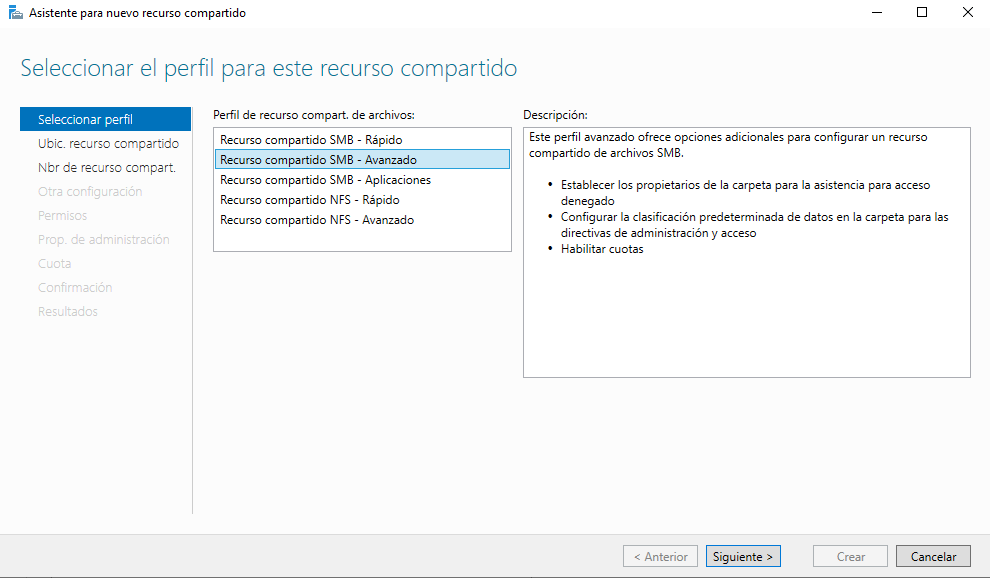 Asistente para nuevo recurso compartido
Seleccionar el perfil para este recurso compartido
Seleccionar perfil
Ubic. recurso compartido
Nbr de recurso compart.
Otra configuración
Permisos
Prop. de administración
Cuota
Confirmación
Resultados
Perfil de recurso compart. de archivos:
Recurso compartido SMB - Rápido
Recurso compartido SMB - Avanzado
Recurso compartido SMB - Aplicaciones
Recurso compartido NFS - Rápido
Recurso compartido NFS - Avanzado
Descripción:
Este perfil avanzado ofrece opciones adicionales para configurar un recurso
compartido de archivos SMB.
• Establecer los propietarios de la carpeta para la asistencia para acceso
denegado
• Configurar la clasificación predeterminada de datos en la carpeta para las
directivas de administración y acceso
• Habilitar cuotas
< Anterior
Siguiente >
Crear
Cancelar